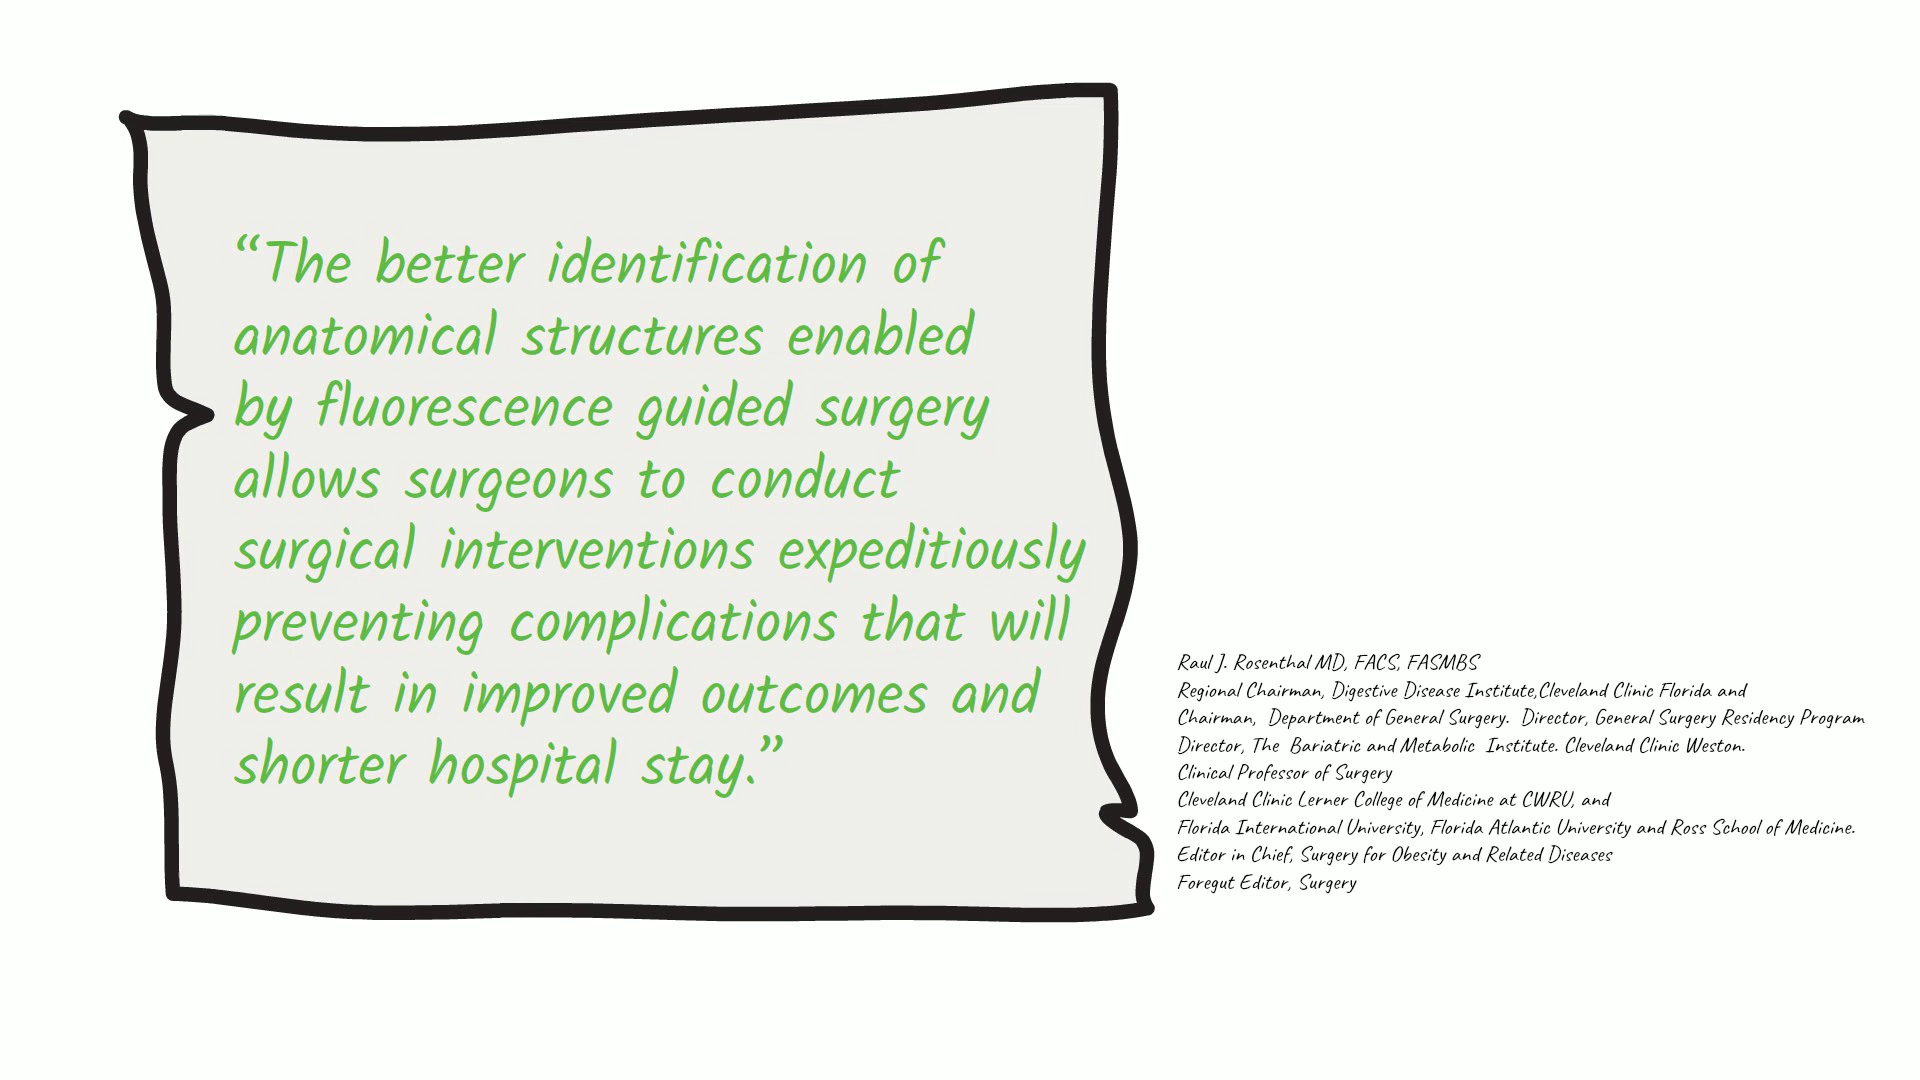 “The better identification of
anatomical structures enabled
by fluorescence guided surgery
allows surgeons to conduct
surgical interventions expeditiously
preventing complications that will
result in improved outcomes and
shorter hospital stay.”
Raul J. Rosenthal MD, FACS, FASMBS
Regional Chairman, Digestive Disease Institute,Cleveland Clinic Florida and
Chairman,  Department of General Surgery.  Director, General Surgery Residency Program
Director, The  Bariatric and Metabolic  Institute. Cleveland Clinic Weston.
Clinical Professor of Surgery
Cleveland Clinic Lerner College of Medicine at CWRU, and
Florida International University, Florida Atlantic University and Ross School of Medicine.
Editor in Chief, Surgery for Obesity and Related Diseases
Foregut Editor, Surgery